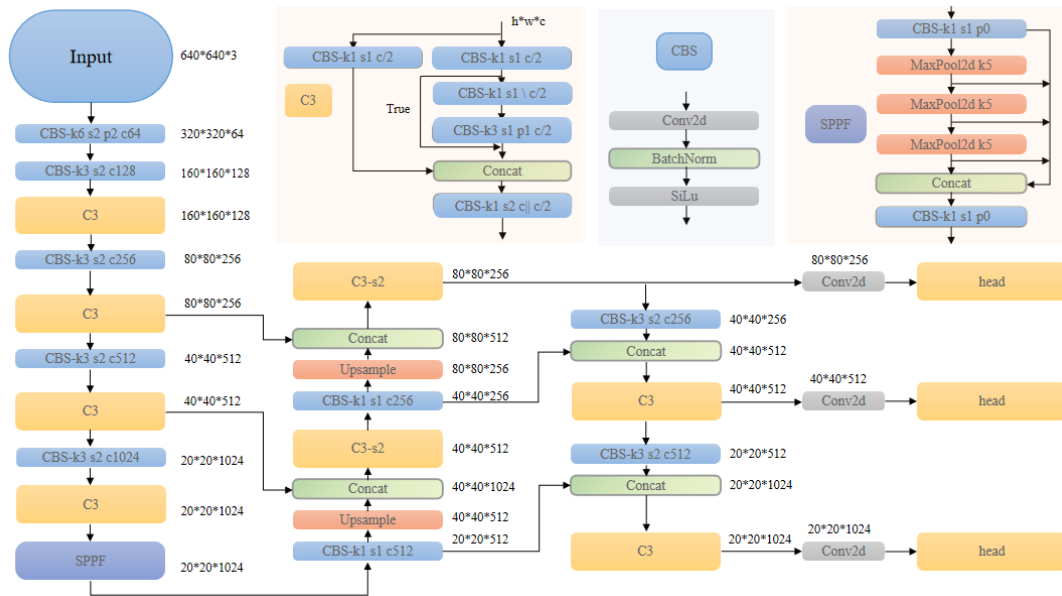 Input
640*640*3
CBS-k6 s2 p2 c64
320*320*64
CBS-k3 s2 c128
160*160*128
C3
160*160*128
CBS-k3 s2 c256
80*80*256
C3
80*80*256
CBS-k3 s2 c512
40*40*512
C3
40*40*512
CBS-k3 s2 c1024
20*20*1024
C3
20*20*1024
SPPF
20*20*1024
h*w*c
CBS-k1 s1 c/2
CBS-k1 s1 c/2
C3
True
CBS-k1 s1 \ c/2
CBS-k3 s1 p1 c/2
Concat
CBS-k1 s2 c|| c/2
CBS
Conv2d
BatchNorm
SiLu
SPPF
CBS-k1 s1 p0
MaxPool2d k5
MaxPool2d k5
MaxPool2d k5
Concat
CBS-k1 s1 p0
C3-s2
80*80*256
Concat
80*80*512
Upsample
80*80*256
CBS-k1 s1 c256
40*40*256
C3-s2
40*40*512
Concat
40*40*1024
Upsample
40*40*512
20*20*512
CBS-k1 s1 c512
CBS-k3 s2 c256
40*40*256
Concat
40*40*512
C3
40*40*512
CBS-k3 s2 c512
20*20*512
Concat
20*20*1024
C3
20*20*1024
80*80*256
Conv2d
head
40*40*512
Conv2d
head
20*20*1024
Conv2d
head